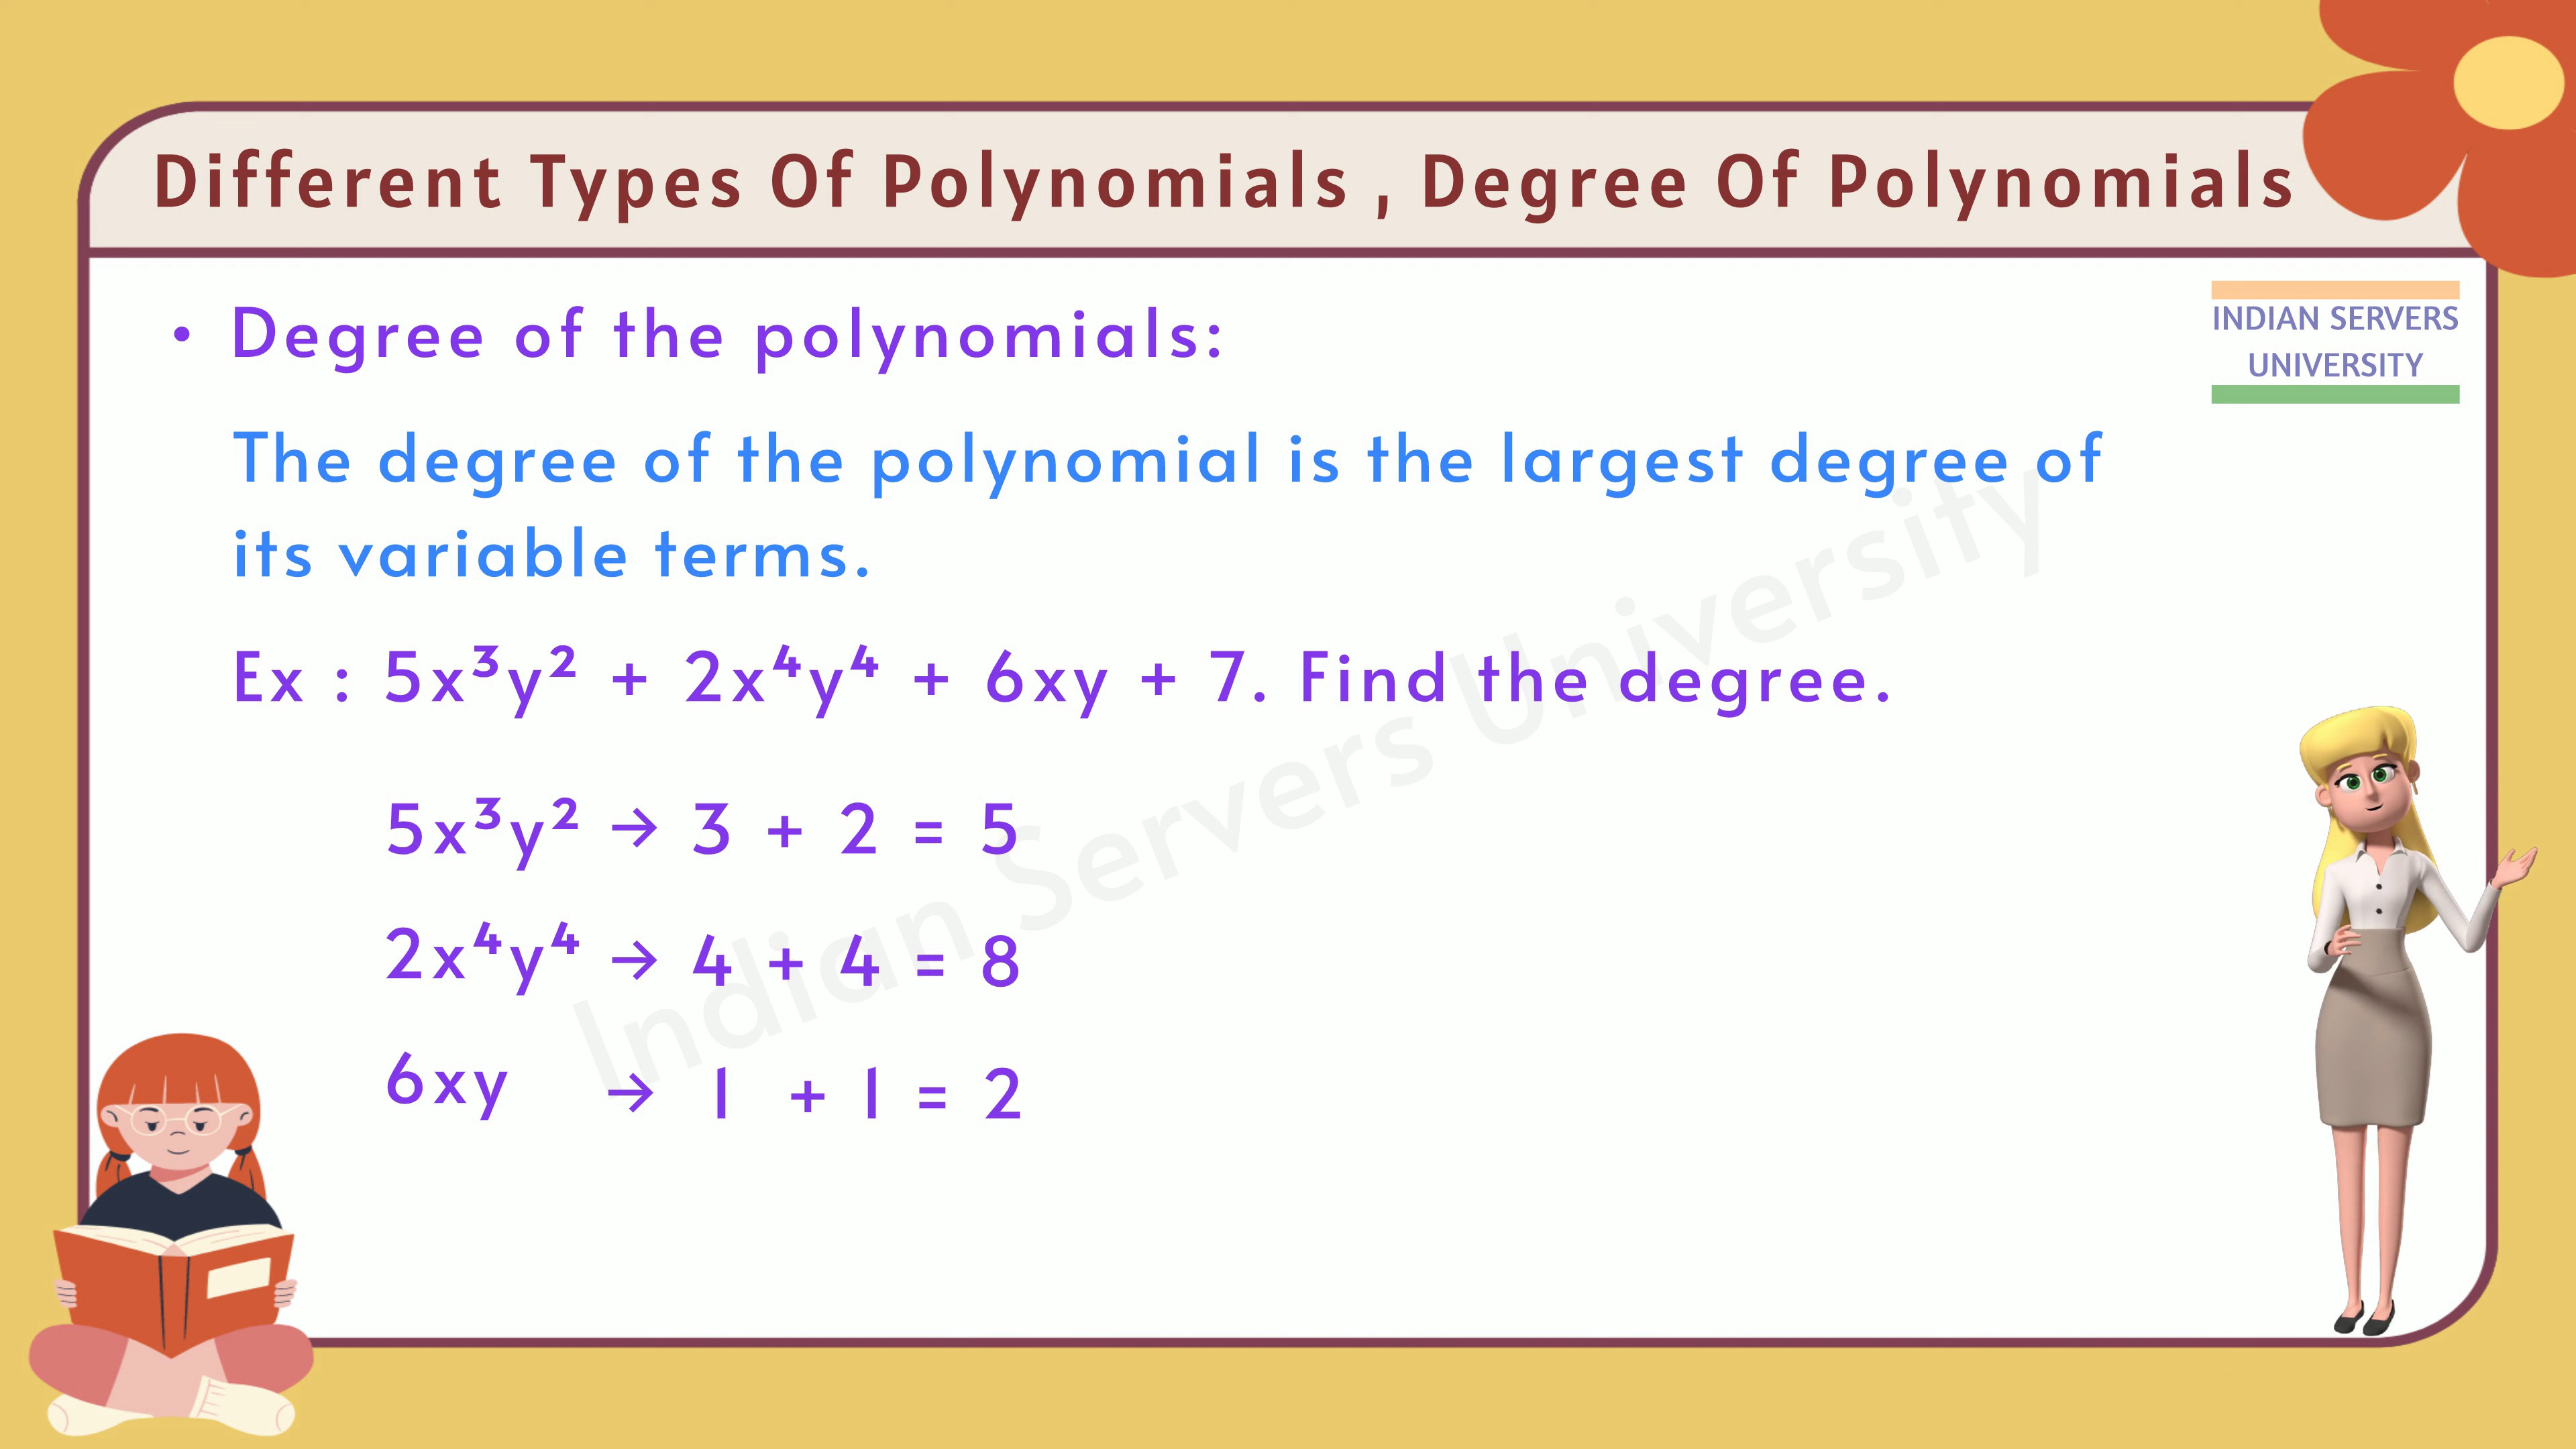 Different Types Of Polynomials , Degree Of Polynomials
INDIAN SERVERS
UNIVERSITY
• Degree of the polynomials:
The degree of the polynomial is the largest degree of
its variable terms.
Ex : 5x³y² + 2x⁴y⁴ + 6xy + 7. Find the degree.
5x³y² → 3 + 2 = 5
2x⁴y⁴ → 4 + 4 = 8
6xy → 1 + 1 = 2
Indian Servers University